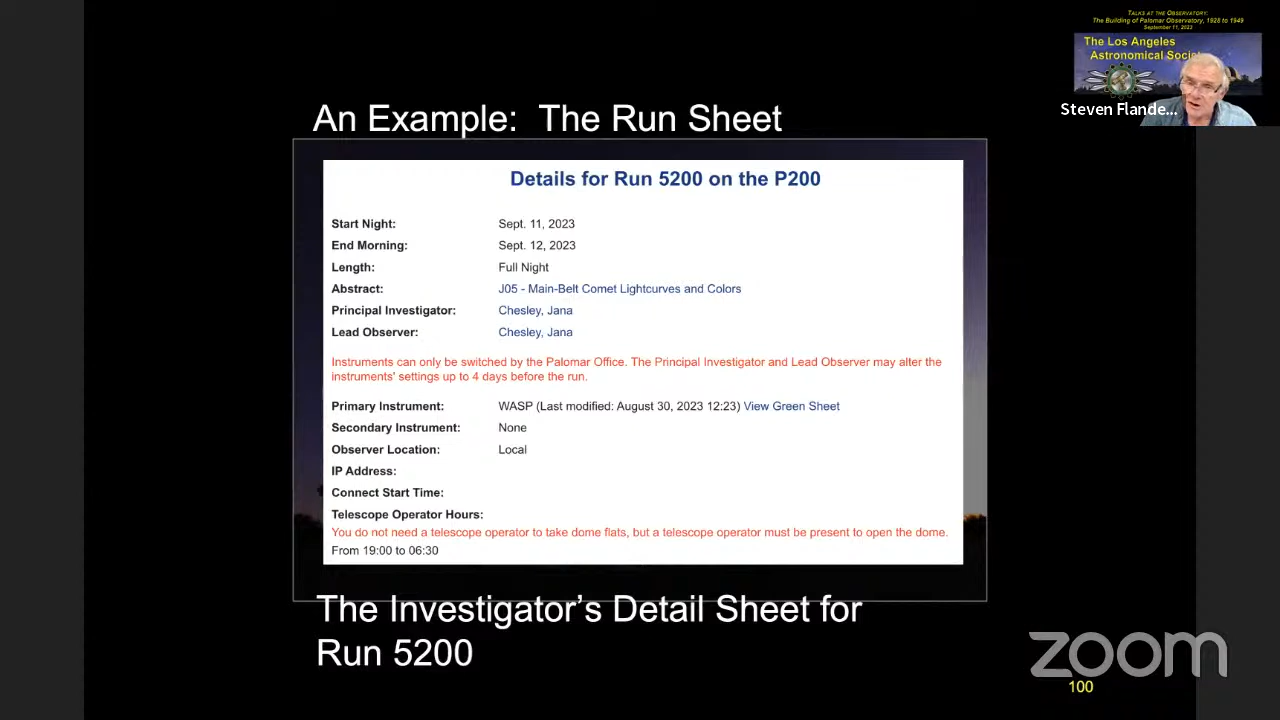 TALKS AT THE OBSERVATORY:
The Building of Palomar Observatory, 1928 to 1949
September 11, 2023
The Los Angeles
Astronomical Societ
Steven Flande...
An Example: The Run Sheet
Details for Run 5200 on the P200
Start Night: Sept. 11, 2023
End Morning: Sept. 12, 2023
Length: Full Night
Abstract: J05 - Main-Belt Comet Lightcurves and Colors
Principal Investigator: Chesley, Jana
Lead Observer: Chesley, Jana
Instruments can only be switched by the Palomar Office. The Principal Investigator and Lead Observer may alter the
instruments' settings up to 4 days before the run.
Primary Instrument: WASP (Last modified: August 30, 2023 12:23) View Green Sheet
Secondary Instrument: None
Observer Location: Local
IP Address:
Connect Start Time:
Telescope Operator Hours:
You do not need a telescope operator to take dome flats, but a telescope operator must be present to open the dome.
From 19:00 to 06:30
The Investigator’s Detail Sheet for
Run 5200
zoom
100